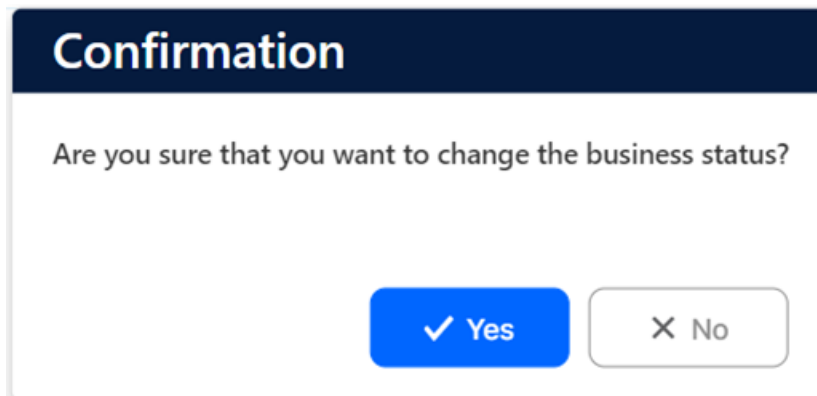 Confirmation
Are you sure that you want to change the business status?
Yes
No